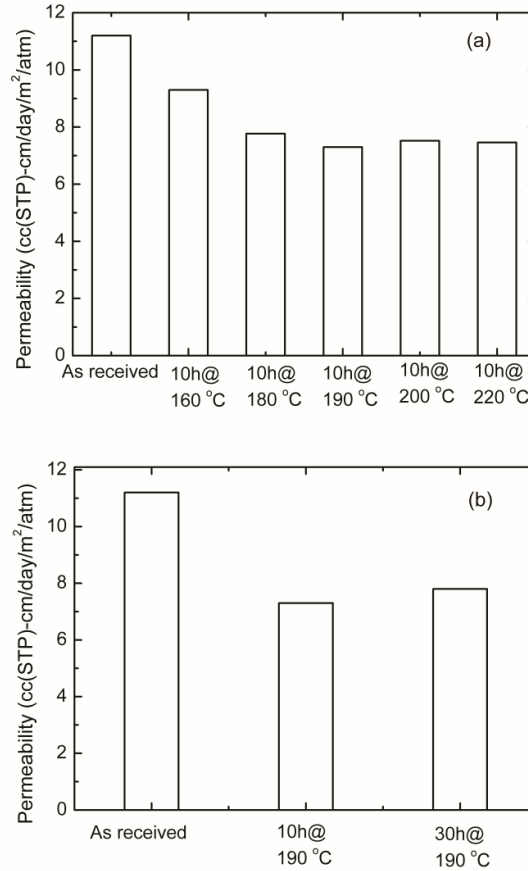 12
(a)
10
8
6
4
2
0
Permeability (cc(STP)-cm/day/m²/atm)
As received 10h@ 10h@ 10h@ 10h@ 10h@
160 °C 180 °C 190 °C 200 °C 220 °C
12
(b)
10
8
6
4
2
0
Permeability (cc(STP)-cm/day/m²/atm)
As received 10h@ 30h@
190 °C 190 °C